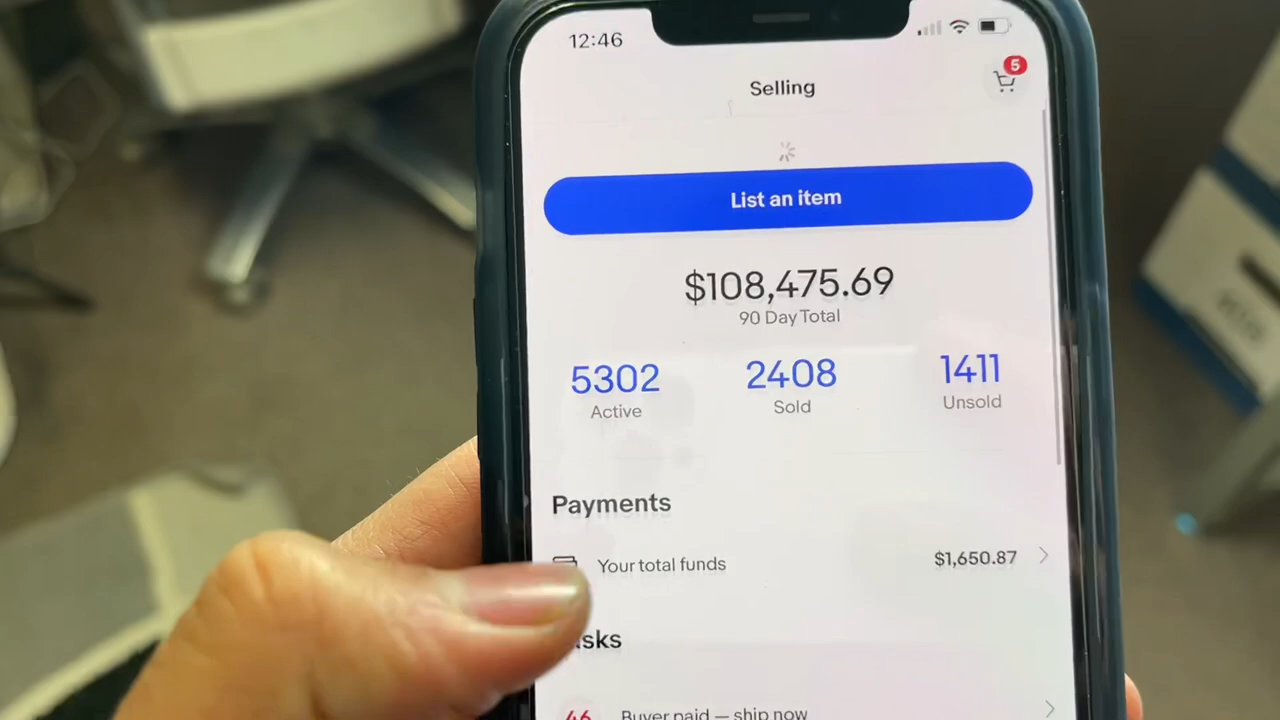 12:46
5
Selling
List an item
$108,475.69
90 Day Total
5302 2408 1411
Active Sold Unsold
Payments
Your total funds $1,650.87
sks
46 Buyer paid — ship now